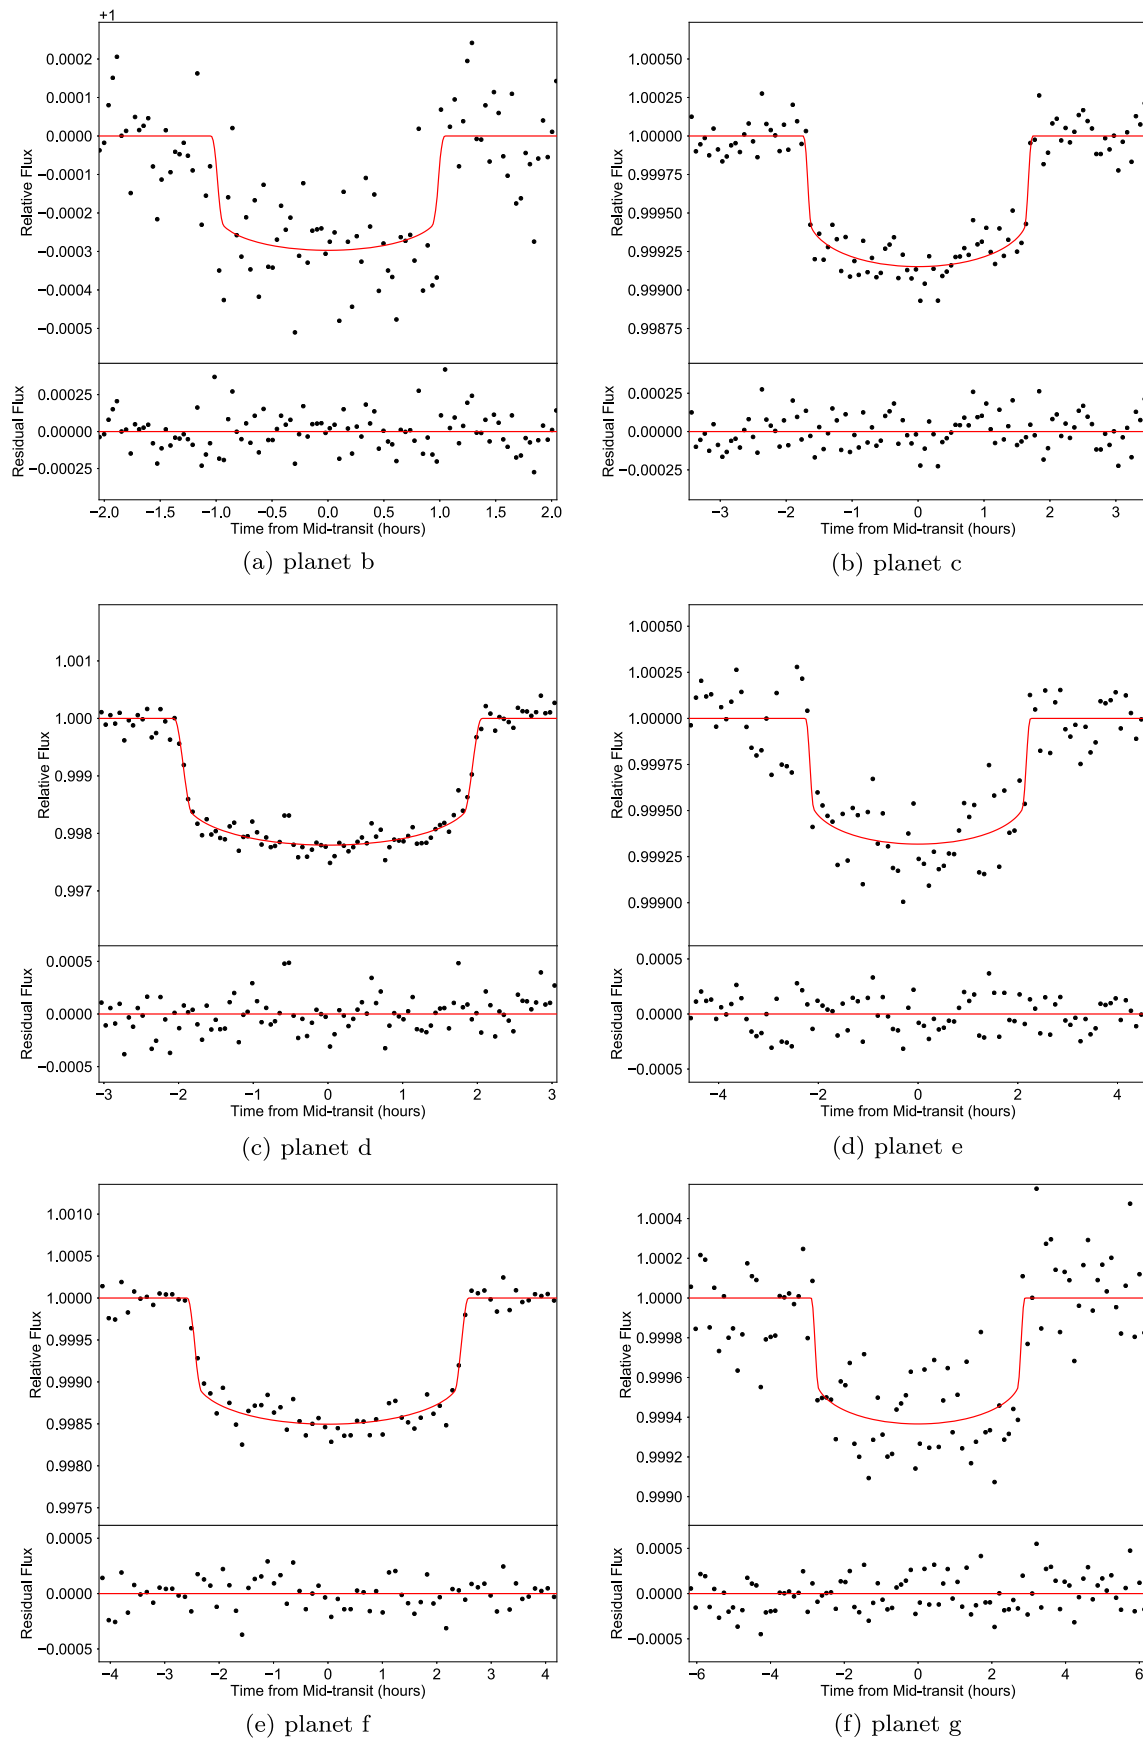 +1
0.0002
0.0001
0.0000
−0.0001
−0.0002
−0.0003
−0.0004
−0.0005
Relative Flux
0.00025
0.00000
−0.00025
Residual Flux
−2.0 −1.5 −1.0 −0.5 0.0 0.5 1.0 1.5 2.0
Time from Mid-transit (hours)
(a) planet b
1.00050
1.00025
1.00000
0.99975
0.99950
0.99925
0.99900
0.99875
Relative Flux
0.00025
0.00000
−0.00025
Residual Flux
−3 −2 −1 0 1 2 3
Time from Mid-transit (hours)
(b) planet c
1.001
1.000
0.999
0.998
0.997
Relative Flux
0.0005
0.0000
−0.0005
Residual Flux
−3 −2 −1 0 1 2 3
Time from Mid-transit (hours)
(c) planet d
1.00050
1.00025
1.00000
0.99975
0.99950
0.99925
0.99900
Relative Flux
0.0005
0.0000
−0.0005
Residual Flux
−4 −2 0 2 4
Time from Mid-transit (hours)
(d) planet e
1.0010
1.0005
1.0000
0.9995
0.9990
0.9985
0.9980
0.9975
Relative Flux
0.0005
0.0000
−0.0005
Residual Flux
−4 −3 −2 −1 0 1 2 3 4
Time from Mid-transit (hours)
(e) planet f
1.0004
1.0002
1.0000
0.9998
0.9996
0.9994
0.9992
0.9990
Relative Flux
0.0005
0.0000
−0.0005
Residual Flux
−6 −4 −2 0 2 4 6
Time from Mid-transit (hours)
(f) planet g